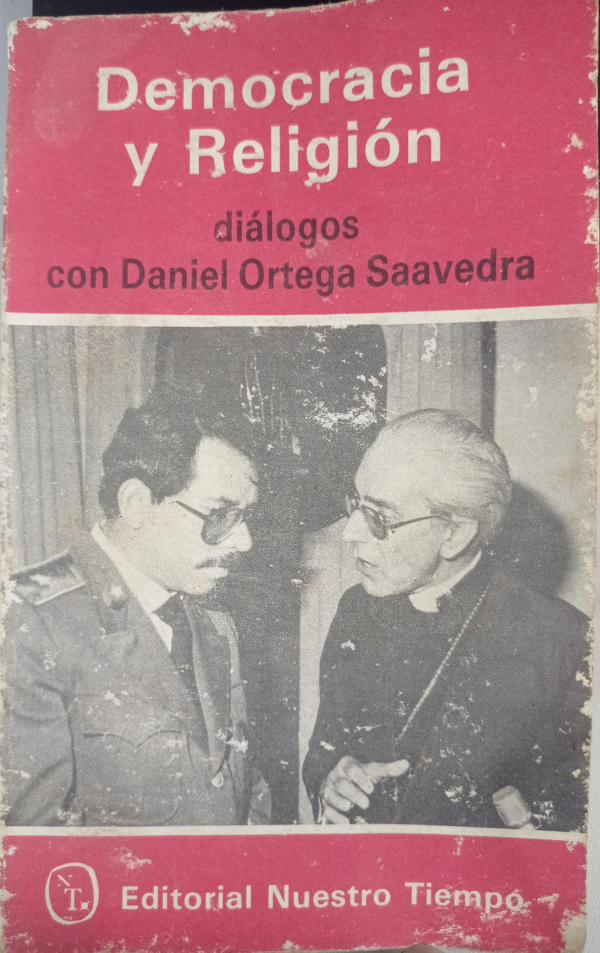 Democracia
y Religión
diálogos
con Daniel Ortega Saavedra
N
T.
Editorial Nuestro Tiempo